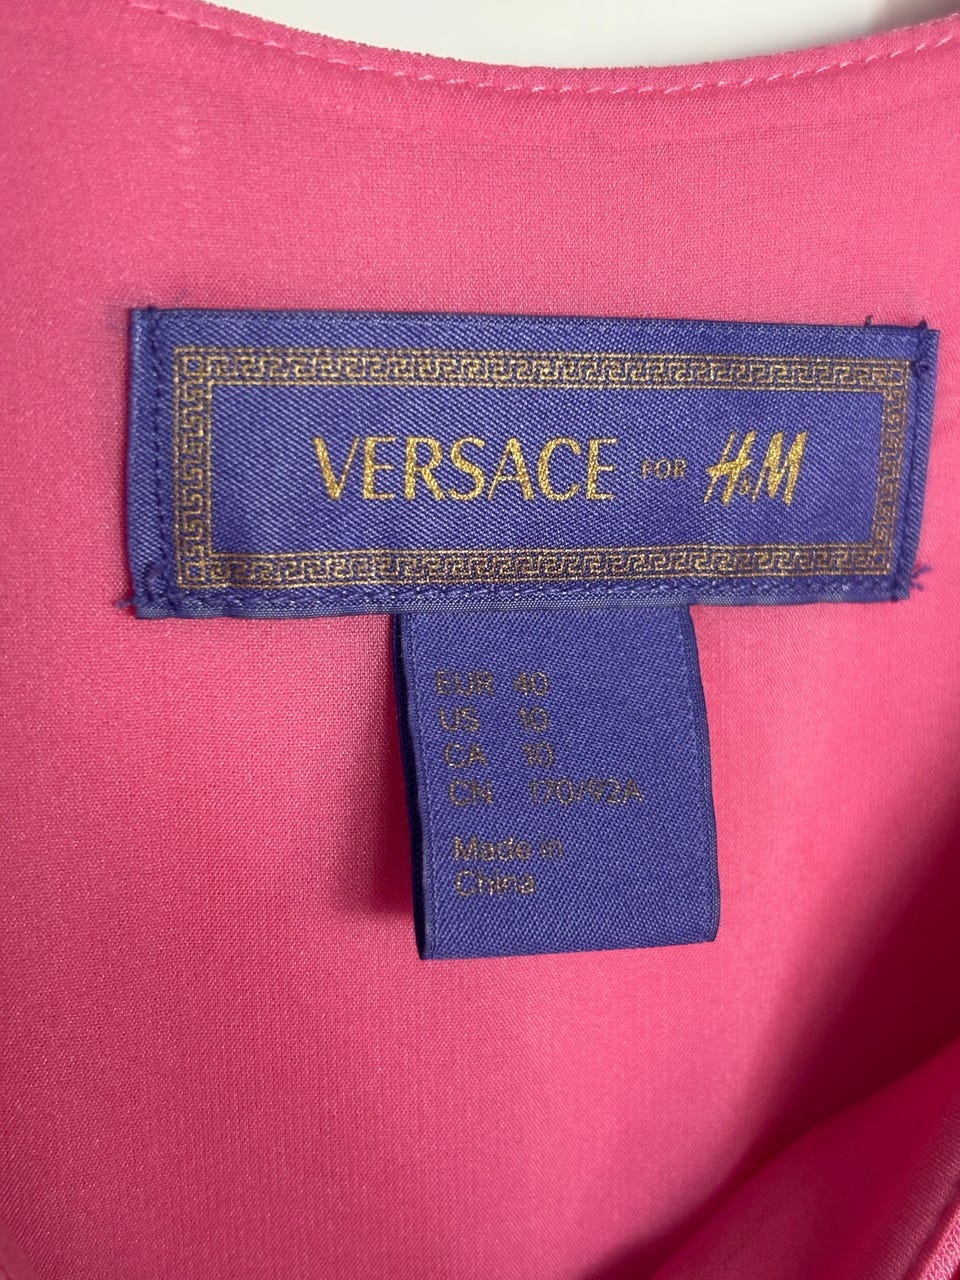 VERSACE FOR H&M
EUR 40
US 10
CA 10
CN 170/92A
Made in
China